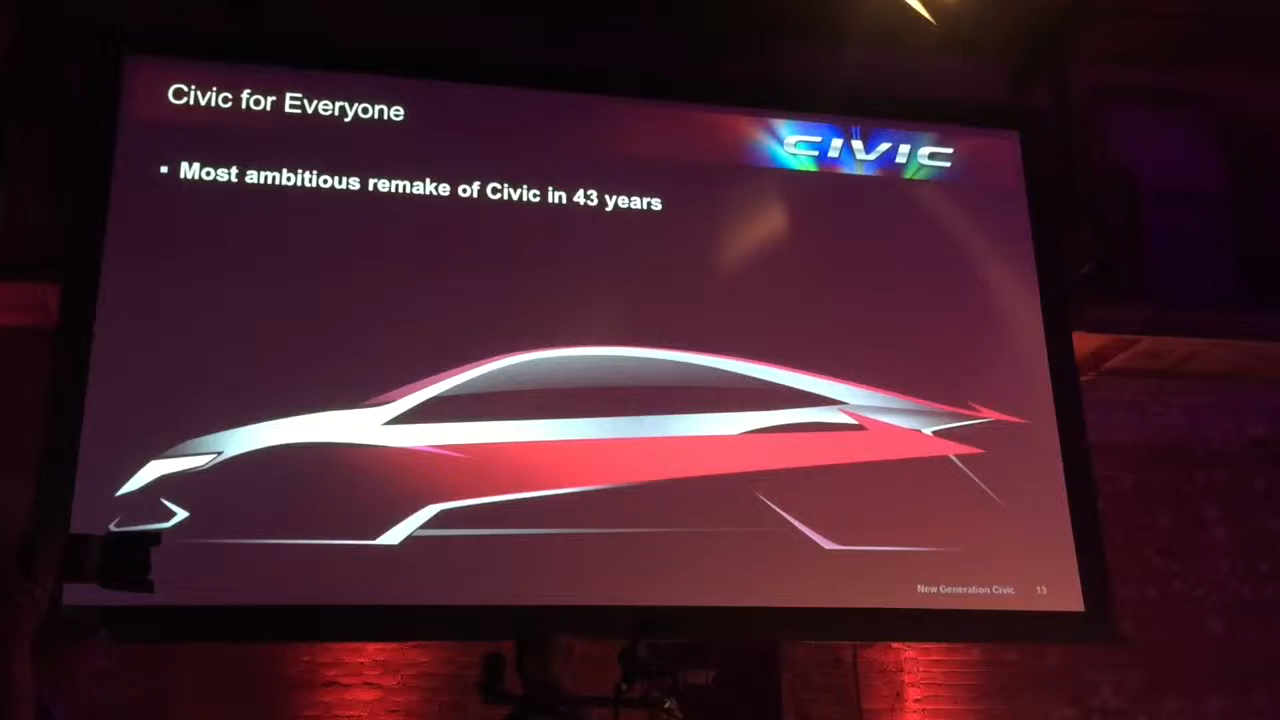 Civic for Everyone
CIVIC
▪ Most ambitious remake of Civic in 43 years
New Generation Civic 13